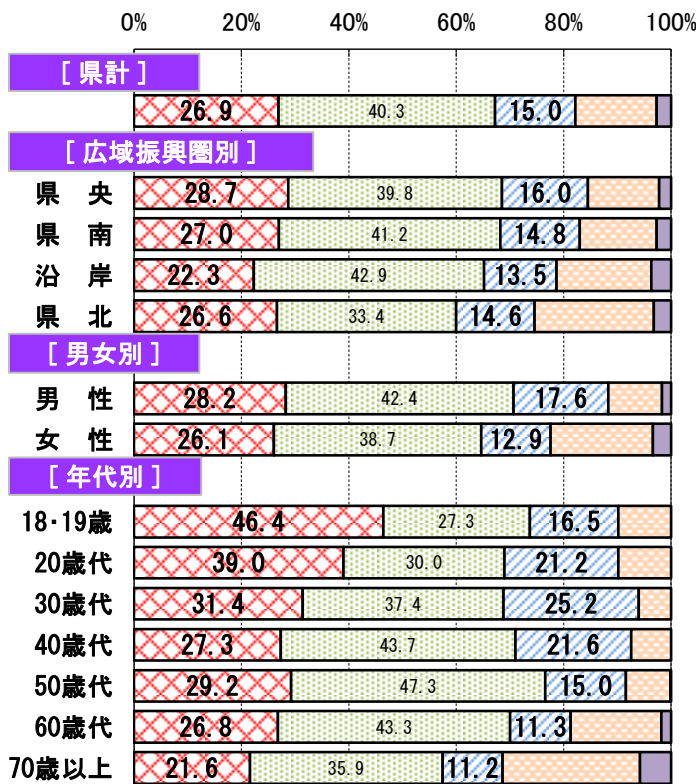 0% 20% 40% 60% 80% 100%
[ 県計 ]
26.9 40.3 15.0
[ 広域振興圏別 ]
県 央 28.7 39.8 16.0
県 南 27.0 41.2 14.8
沿 岸 22.3 42.9 13.5
県 北 26.6 33.4 14.6
[ 男女別 ]
男 性 28.2 42.4 17.6
女 性 26.1 38.7 12.9
[ 年代別 ]
18・19歳 46.4 27.3 16.5
20歳代 39.0 30.0 21.2
30歳代 31.4 37.4 25.2
40歳代 27.3 43.7 21.6
50歳代 29.2 47.3 15.0
60歳代 26.8 43.3 11.3
70歳以上 21.6 35.9 11.2